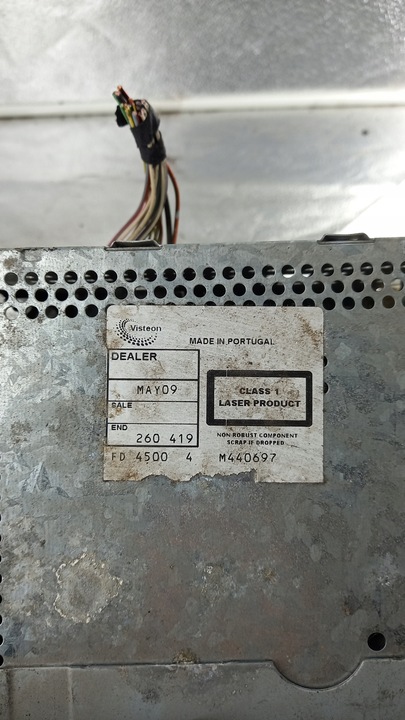 Visteon
MADE IN PORTUGAL
DEALER
MAY09
SALE
END
260 419
CLASS 1
LASER PRODUCT
NON ROBUST COMPONENT
SCRAP IF DROPPED
FD 4500 4 M440697